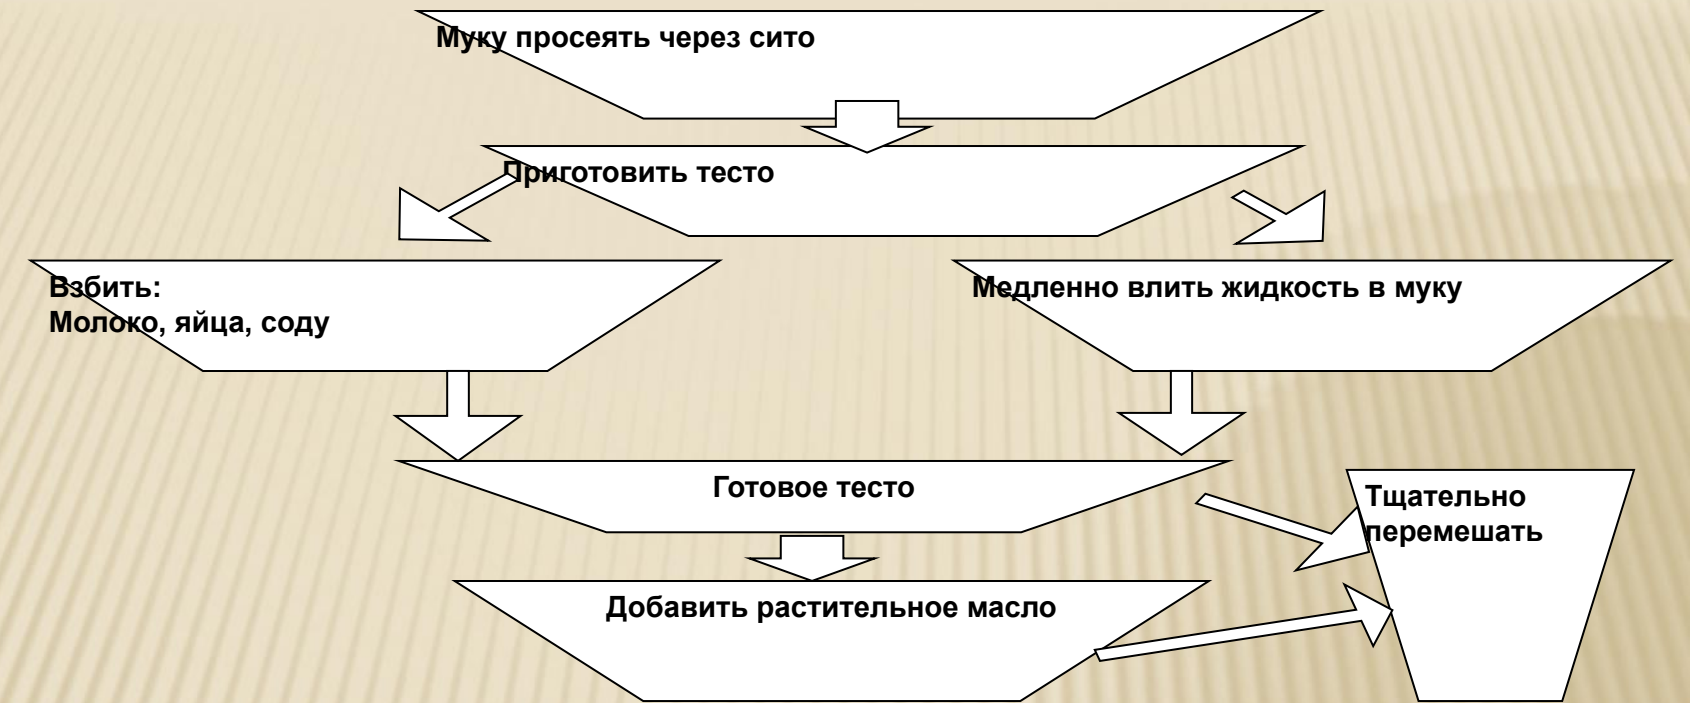 Муку просеять через сито
Приготовить тесто
Взбить:
Молоко, яйца, соду
Медленно влить жидкость в муку
Готовое тесто
Тщательно
перемешать
Добавить растительное масло